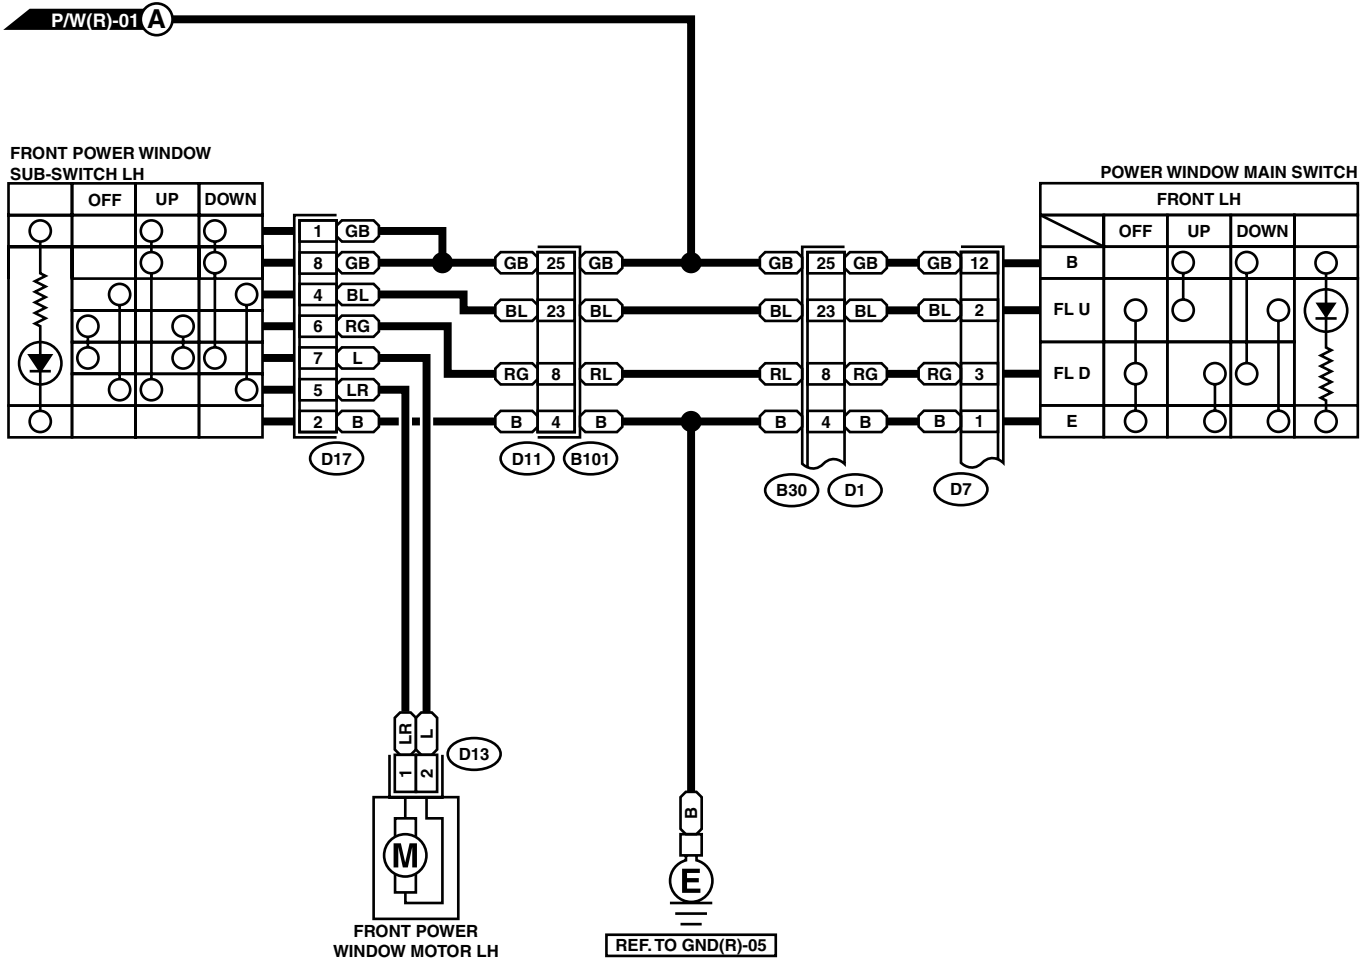 P/W(R)-01 A
FRONT POWER WINDOW
SUB-SWITCH LH
OFF UP DOWN
POWER WINDOW MAIN SWITCH
FRONT LH
OFF UP DOWN
1 GB
8 GB GB 25 GB GB 25 GB GB 12 B
4 BL BL 23 BL BL 23 BL BL 2 FL U
6 RG
7 L RG 8 RL RL 8 RG RG 3 FL D
5 LR
2 B B 4 B B 4 B B 1 E
D17 D11 B101 B30 D1 D7
LR L
D13
1 2
M
B
E
FRONT POWER
WINDOW MOTOR LH
REF. TO GND(R)-05